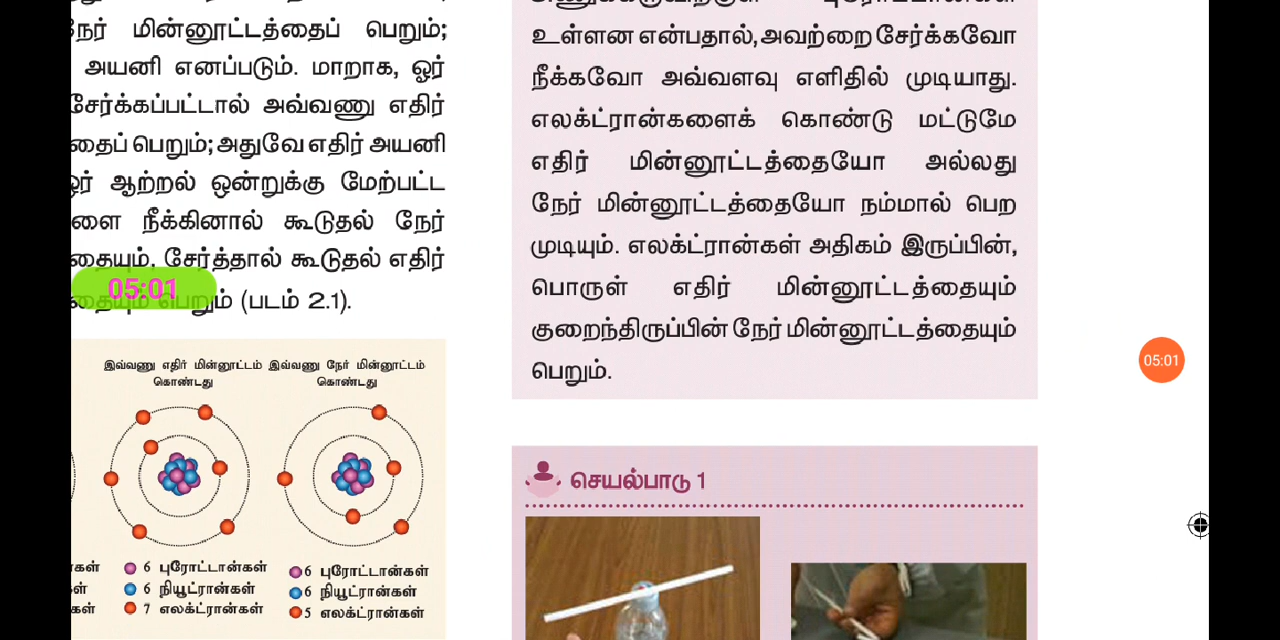 நேர் மின்னூட்டத்தைப் பெறும்;
அயனி எனப்படும். மாறாக, ஓர்
சேர்க்கப்பட்டால் அவ்வணு எதிர்
தைப் பெறும்; அதுவே எதிர் அயனி
ஓர் ஆற்றல் ஒன்றுக்கு மேற்பட்ட
ளை நீக்கினால் கூடுதல் நேர்
தையும், சேர்த்தால் கூடுதல் எதிர்
05:01
தையும் பெறும் (படம் 2.1).
இவ்வணு எதிர் மின்னூட்டம்
கொண்டது
இவ்வணு நேர் மின்னூட்டம்
கொண்டது
கள்
கள்
கள்
6 புரோட்டான்கள்
6 நியூட்ரான்கள்
7 எலக்ட்ரான்கள்
6 புரோட்டான்கள்
6 நியூட்ரான்கள்
5 எலக்ட்ரான்கள்
உள்ளன என்பதால், அவற்றை சேர்க்கவோ
நீக்கவோ அவ்வளவு எளிதில் முடியாது.
எலக்ட்ரான்களைக் கொண்டு மட்டுமே
எதிர் மின்னூட்டத்தையோ அல்லது
நேர் மின்னூட்டத்தையோ நம்மால் பெற
முடியும். எலக்ட்ரான்கள் அதிகம் இருப்பின்,
பொருள் எதிர் மின்னூட்டத்தையும்
குறைந்திருப்பின் நேர் மின்னூட்டத்தையும்
பெறும்.
செயல்பாடு 1
05:01